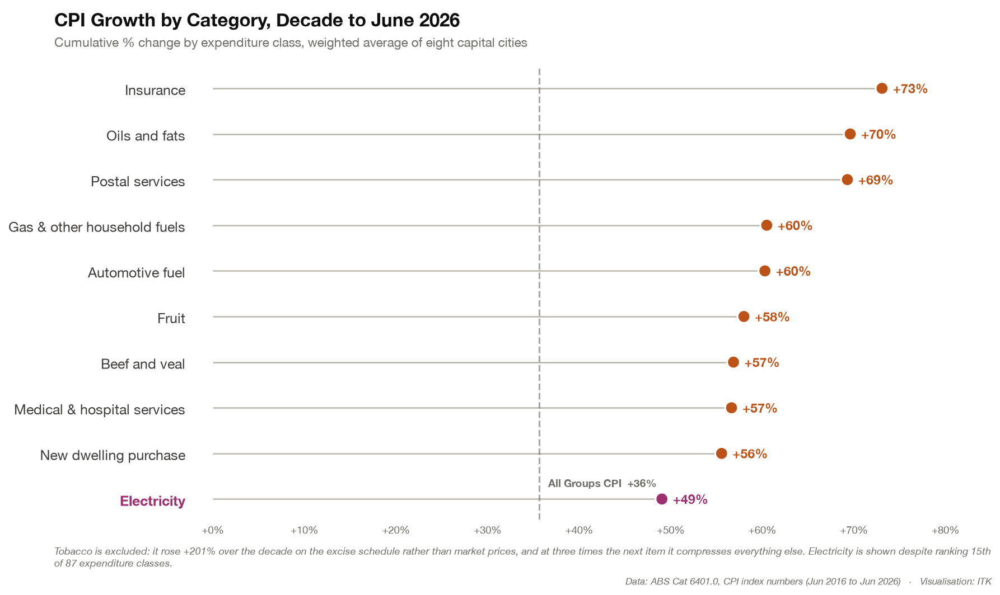 CPI Growth by Category, Decade to June 2026
Cumulative % change by expenditure class, weighted average of eight capital cities
Insurance +73%
Oils and fats +70%
Postal services +69%
Gas & other household fuels +60%
Automotive fuel +60%
Fruit +58%
Beef and veal +57%
Medical & hospital services +57%
New dwelling purchase +56%
All Groups CPI +36%
Electricity +49%
+0% +10% +20% +30% +40% +50% +60% +70% +80%
Tobacco is excluded: it rose +201% over the decade on the excise schedule rather than market prices, and at three times the next item it compresses everything else. Electricity is shown despite ranking 15th
of 87 expenditure classes.
Data: ABS Cat 6401.0, CPI index numbers (Jun 2016 to Jun 2026) · Visualisation: ITK